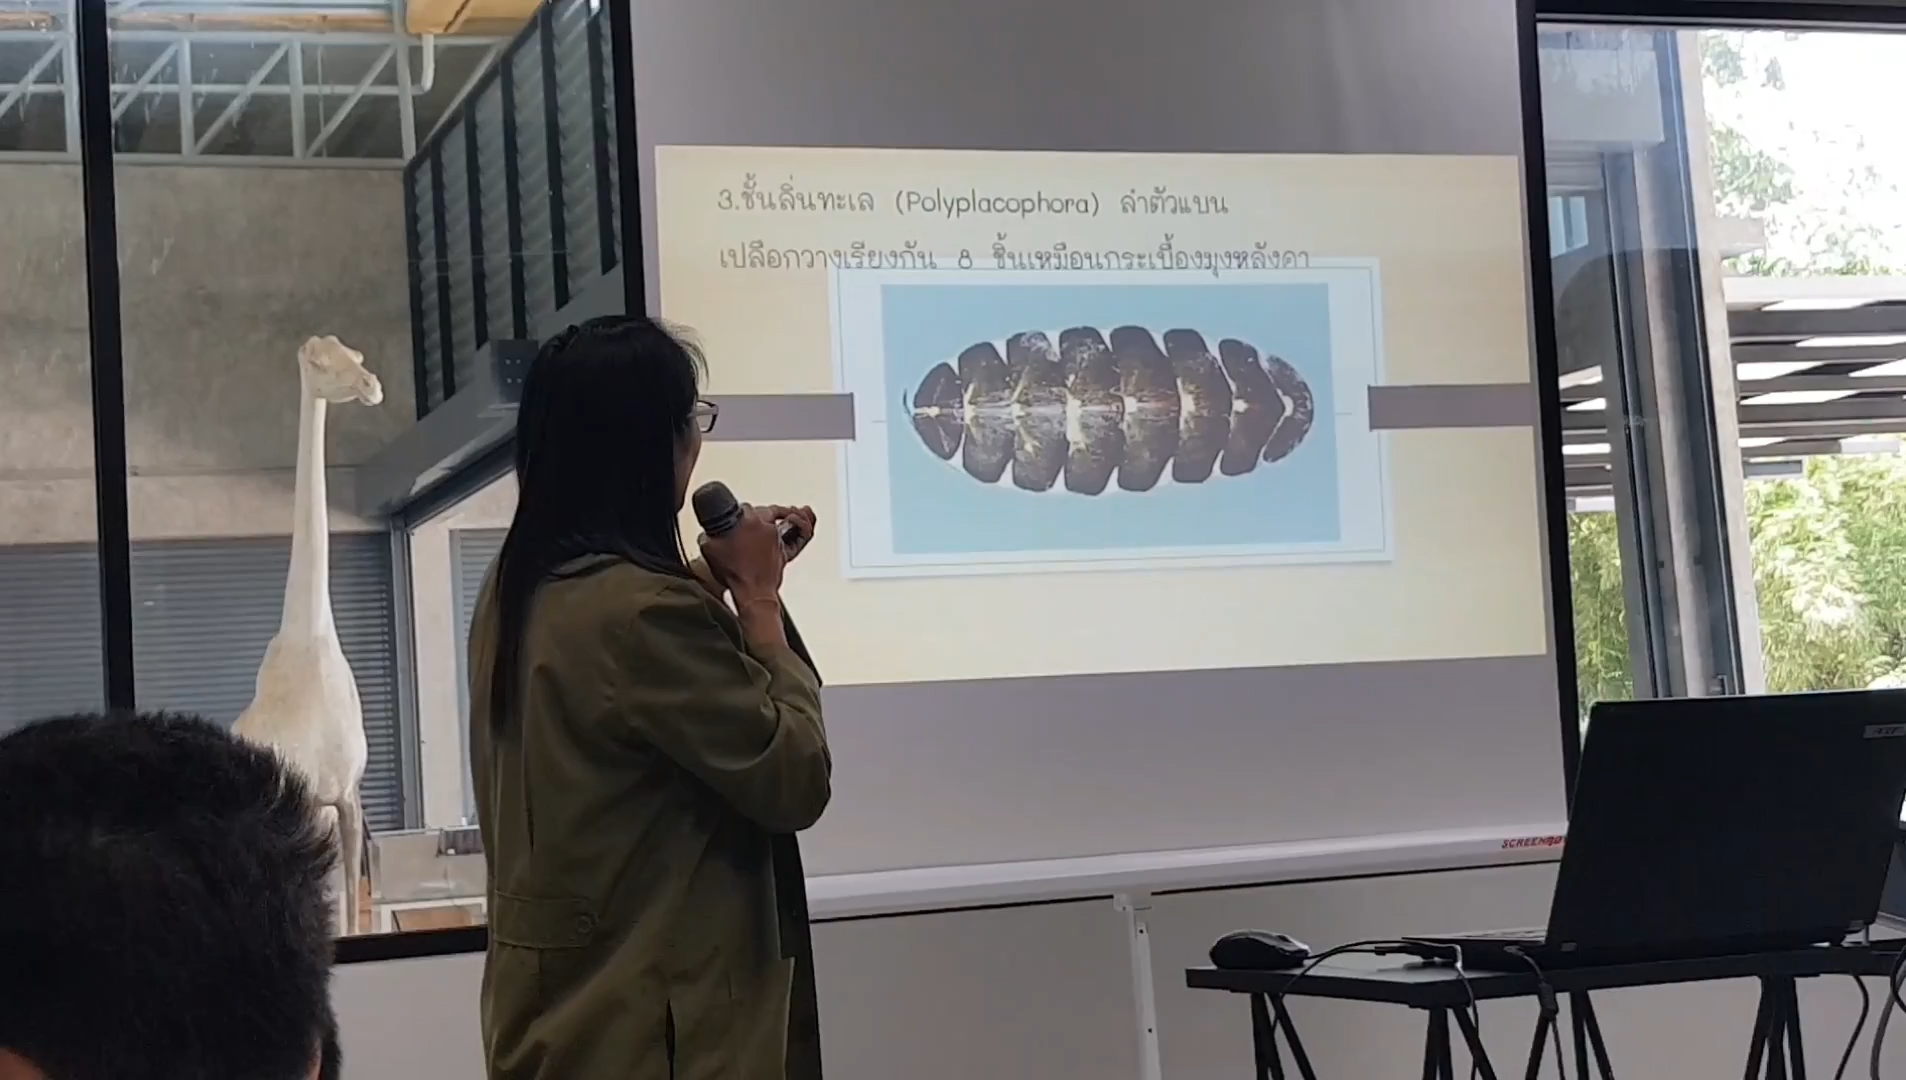 3.ชั้นลิ่นทะเล (Polyplacophora) ลำตัวแบน
เปลือกวางเรียงกัน 8 ชิ้นเหมือนกระเบื้องมุงหลังคา